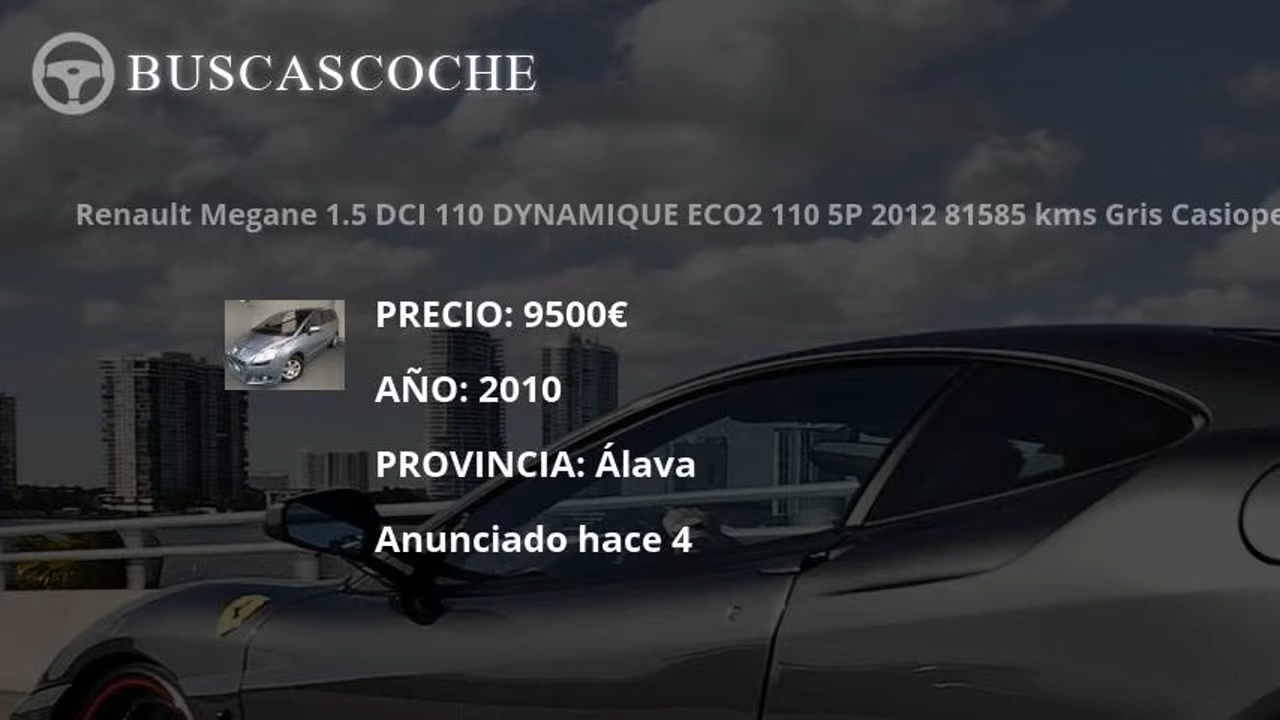 BUSCASCOCHE
Renault Megane 1.5 DCI 110 DYNAMIQUE ECO2 110 5P 2012 81585 kms Gris Casiope
PRECIO: 9500€
AÑO: 2010
PROVINCIA: Álava
Anunciado hace 4